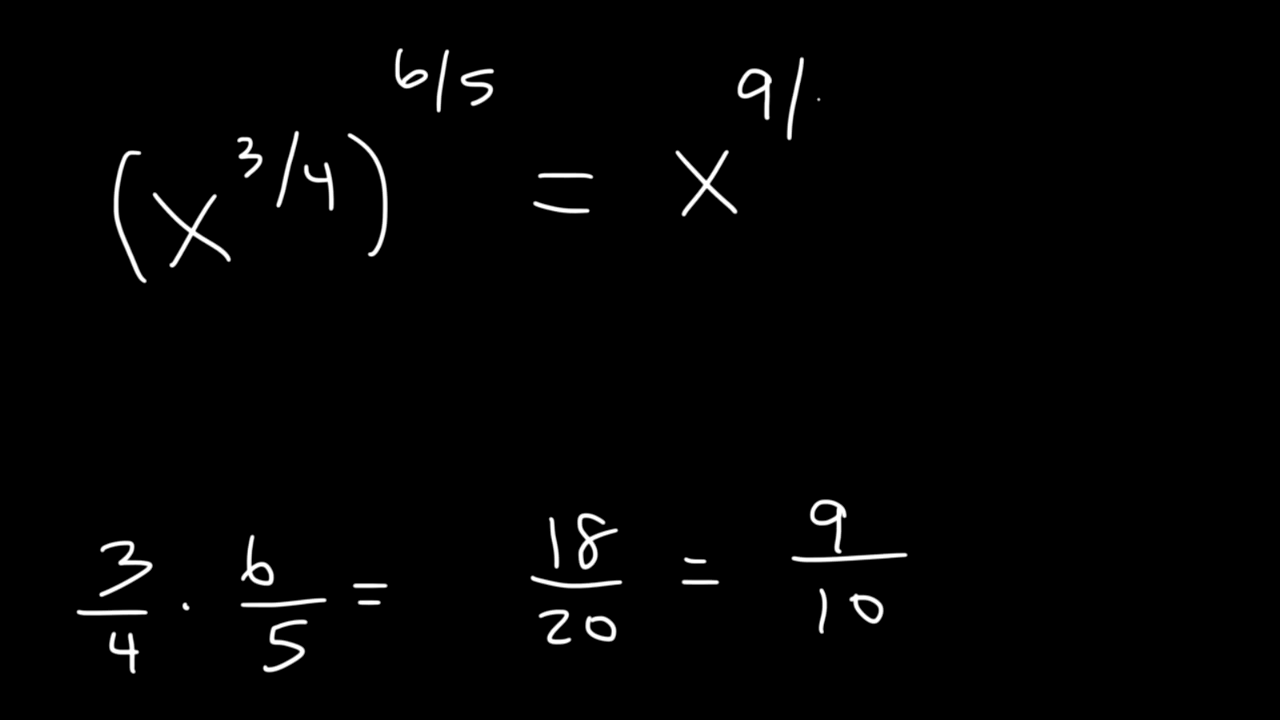 (x^{3/4})^{6/5} = x^{9/
3/4 · 6/5 = 18/20 = 9/10